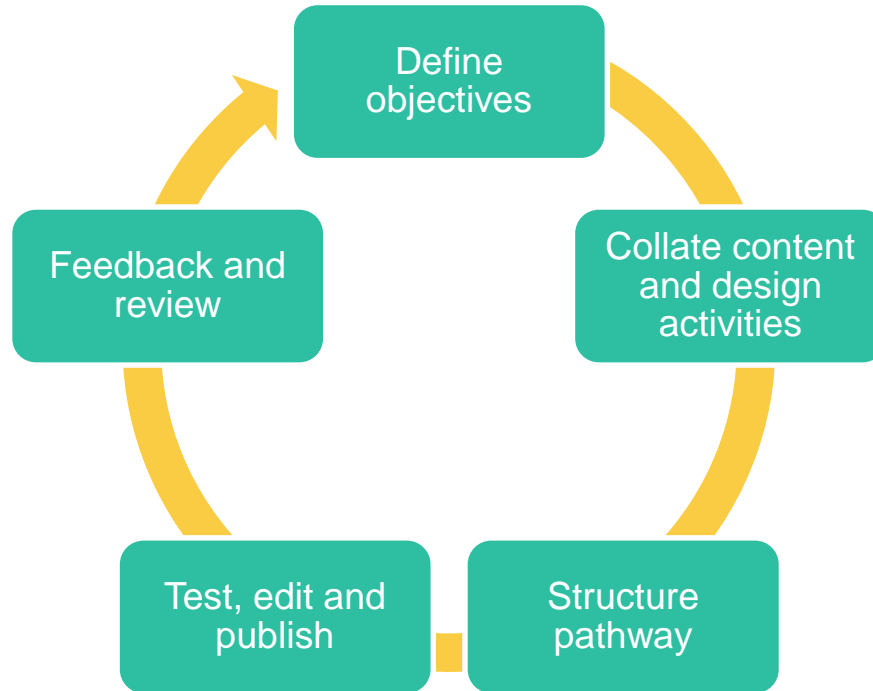 Define
objectives
Collate content
and design
activities
Structure
pathway
Test, edit and
publish
Feedback and
review